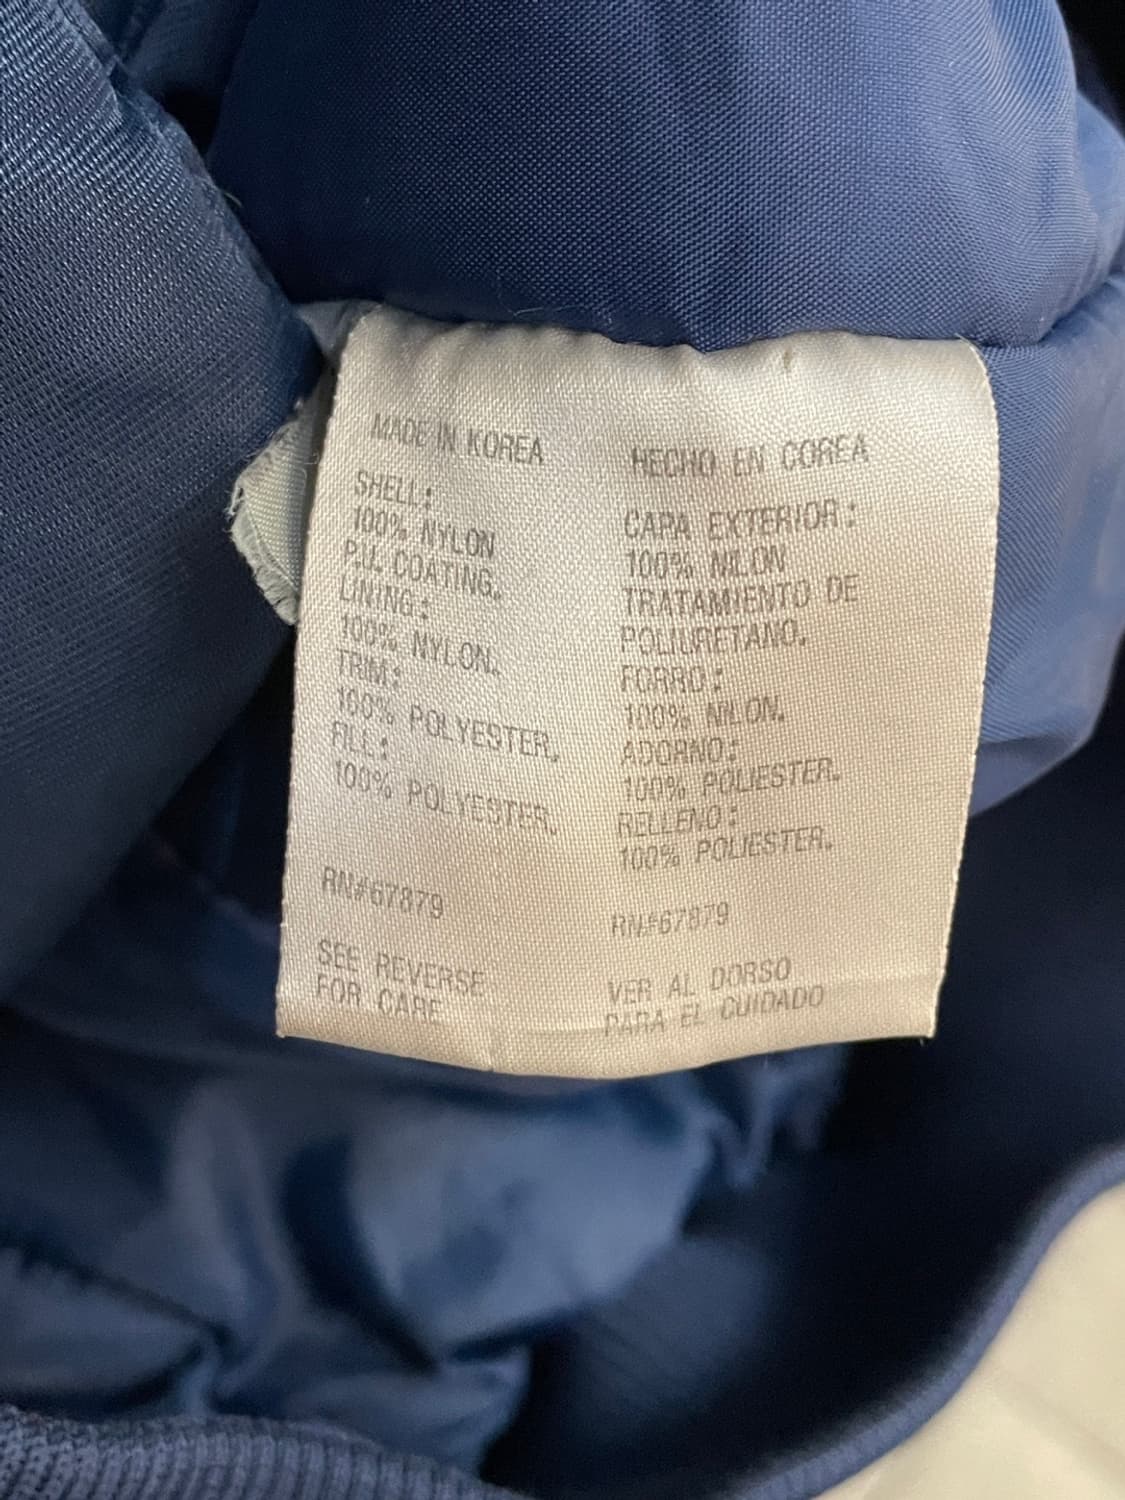 MADE IN KOREA
SHELL:
100% NYLON
P.U. COATING.
LINING:
100% NYLON.
TRIM:
100% POLYESTER.
FILL:
100% POLYESTER.
RN#67879
SEE REVERSE
FOR CARE
HECHO EN COREA
CAPA EXTERIOR:
100% NILON
TRATAMIENTO DE
POLIURETANO.
FORRO:
100% NILON.
ADORNO:
100% POLIESTER.
RELLENO:
100% POLIESTER.
RN#67879
VER AL DORSO
PARA EL CUIDADO